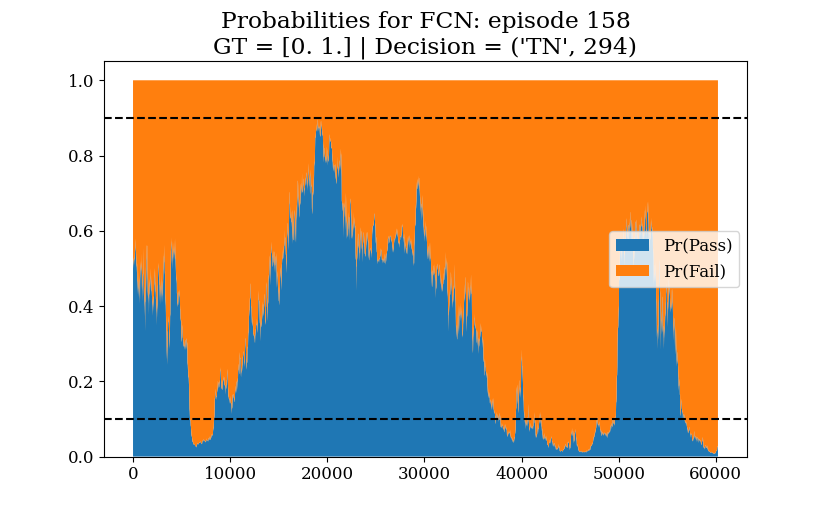 Probabilities for FCN: episode 158
GT = [0. 1.] | Decision = ('TN', 294)
1.0
0.8
0.6
0.4
0.2
0.0
Pr(Pass)
Pr(Fail)
0 10000 20000 30000 40000 50000 60000